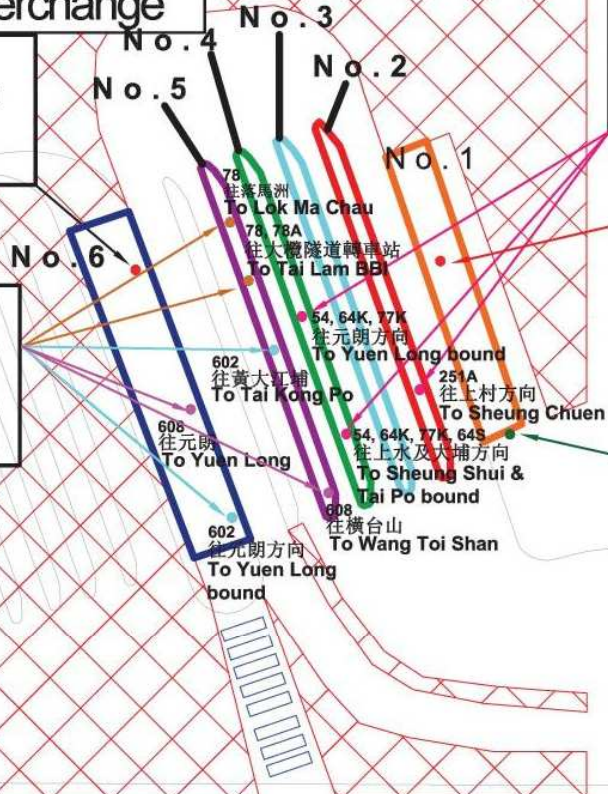 No.3
No.4
No.2
No.5
No.1
78
往落馬洲
To Lok Ma Chau
78, 78A
往大欖隧道轉車站
To Tai Lam BBI
No.6
54, 64K, 77K
往元朗方向
To Yuen Long bound
602
往黃大江埔
To Tai Kong Po
251A
往上村方向
To Sheung Chuen
608
往元朗
To Yuen Long
54, 64K, 77K, 64S
往上水及大埔方向
To Sheung Shui &
Tai Po bound
608
往橫台山
To Wang Toi Shan
602
往元朗方向
To Yuen Long
bound